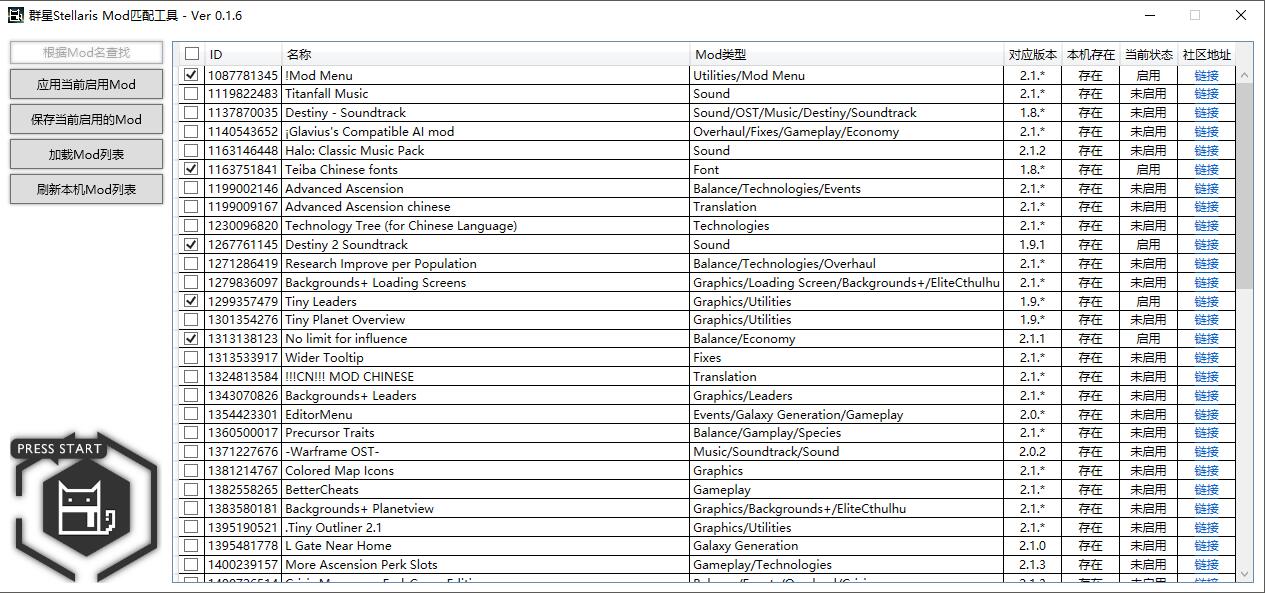 群星Stellaris Mod匹配工具 - Ver 0.1.6
根据Mod名查找
应用当前启用Mod
保存当前启用的Mod
加载Mod列表
刷新本机Mod列表
PRESS START
ID 名称 Mod类型 对应版本 本机存在 当前状态 社区地址
1087781345 !Mod Menu Utilities/Mod Menu 2.1.* 存在 启用 链接
1119822483 Titanfall Music Sound 2.1.* 存在 未启用 链接
1137870035 Destiny - Soundtrack Sound/OST/Music/Destiny/Soundtrack 1.8.* 存在 未启用 链接
1140543652 ¡Glavius's Compatible AI mod Overhaul/Fixes/Gameplay/Economy 2.1.* 存在 未启用 链接
1163146448 Halo: Classic Music Pack Sound 2.1.2 存在 未启用 链接
1163751841 Teiba Chinese fonts Font 1.8.* 存在 启用 链接
1199002146 Advanced Ascension Balance/Technologies/Events 2.1.* 存在 未启用 链接
1199009167 Advanced Ascension chinese Translation 2.1.* 存在 未启用 链接
1230096820 Technology Tree (for Chinese Language) Technologies 2.1.* 存在 未启用 链接
1267761145 Destiny 2 Soundtrack Sound 1.9.1 存在 启用 链接
1271286419 Research Improve per Population Balance/Technologies/Overhaul 2.1.* 存在 未启用 链接
1279836097 Backgrounds+ Loading Screens Graphics/Loading Screen/Backgrounds+/EliteCthulhu 2.1.* 存在 未启用 链接
1299357479 Tiny Leaders Graphics/Utilities 1.9.* 存在 启用 链接
1301354276 Tiny Planet Overview Graphics/Utilities 1.9.* 存在 未启用 链接
1313138123 No limit for influence Balance/Economy 2.1.1 存在 启用 链接
1313533917 Wider Tooltip Fixes 2.1.* 存在 未启用 链接
1324813584 !!!CN!!! MOD CHINESE Translation 2.1.* 存在 未启用 链接
1343070826 Backgrounds+ Leaders Graphics/Leaders 2.1.* 存在 未启用 链接
1354423301 EditorMenu Events/Galaxy Generation/Gameplay 2.0.* 存在 未启用 链接
1360500017 Precursor Traits Balance/Gamplay/Species 2.1.* 存在 未启用 链接
1371227676 -Warframe OST- Music/Soundtrack/Sound 2.0.2 存在 未启用 链接
1381214767 Colored Map Icons Graphics 2.1.* 存在 未启用 链接
1382558265 BetterCheats Gameplay 2.1.* 存在 未启用 链接
1383580181 Backgrounds+ Planetview Graphics/Backgrounds+/EliteCthulhu 2.1.* 存在 未启用 链接
1395190521 .Tiny Outliner 2.1 Graphics/Utilities 2.1.* 存在 未启用 链接
1395481778 L Gate Near Home Galaxy Generation 2.1.0 存在 未启用 链接
1400239157 More Ascension Perk Slots Gameplay/Technologies 2.1.3 存在 未启用 链接